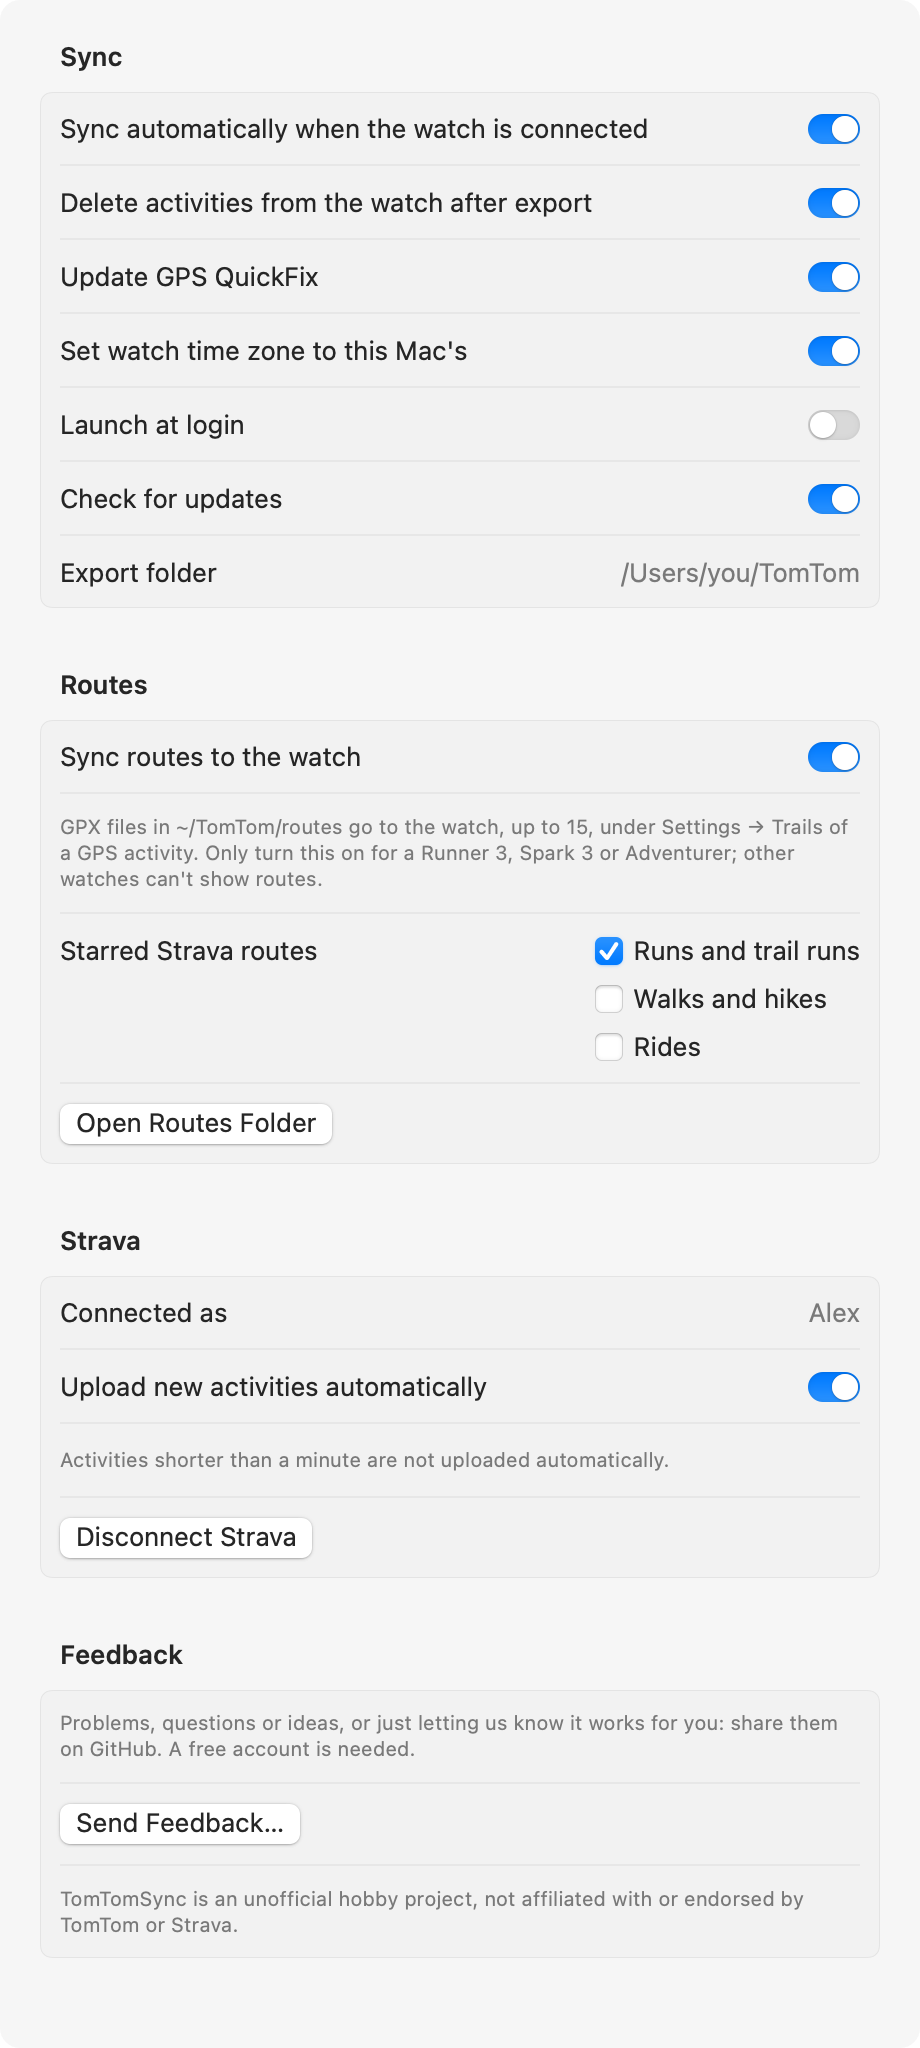 Sync
Sync automatically when the watch is connected
Delete activities from the watch after export
Update GPS QuickFix
Set watch time zone to this Mac's
Launch at login
Check for updates
Export folder /Users/you/TomTom
Routes
Sync routes to the watch
GPX files in ~/TomTom/routes go to the watch, up to 15, under Settings → Trails of
a GPS activity. Only turn this on for a Runner 3, Spark 3 or Adventurer; other
watches can't show routes.
Starred Strava routes Runs and trail runs
Walks and hikes
Rides
Open Routes Folder
Strava
Connected as Alex
Upload new activities automatically
Activities shorter than a minute are not uploaded automatically.
Disconnect Strava
Feedback
Problems, questions or ideas, or just letting us know it works for you: share them
on GitHub. A free account is needed.
Send Feedback...
TomTomSync is an unofficial hobby project, not affiliated with or endorsed by
TomTom or Strava.